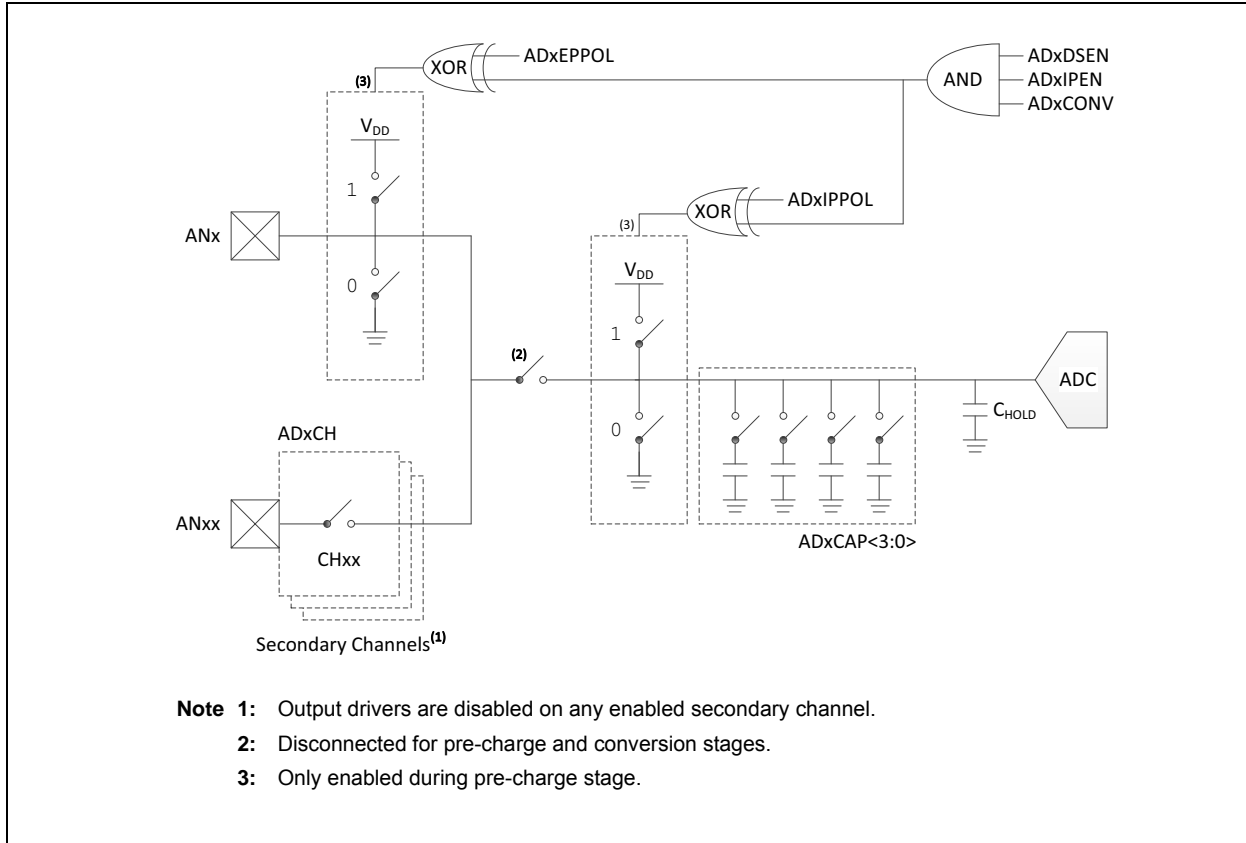 ADxEPPOL
XOR
(3)
AND
ADxDSEN
ADxIPEN
ADxCONV
VDD
1
0
ANx
XOR
ADxIPPOL
(3)
VDD
1
0
(2)
ADC
CHOLD
ADxCAP<3:0>
ADxCH
ANxx
CHxx
Secondary Channels(1)
Note 1: Output drivers are disabled on any enabled secondary channel.
2: Disconnected for pre-charge and conversion stages.
3: Only enabled during pre-charge stage.